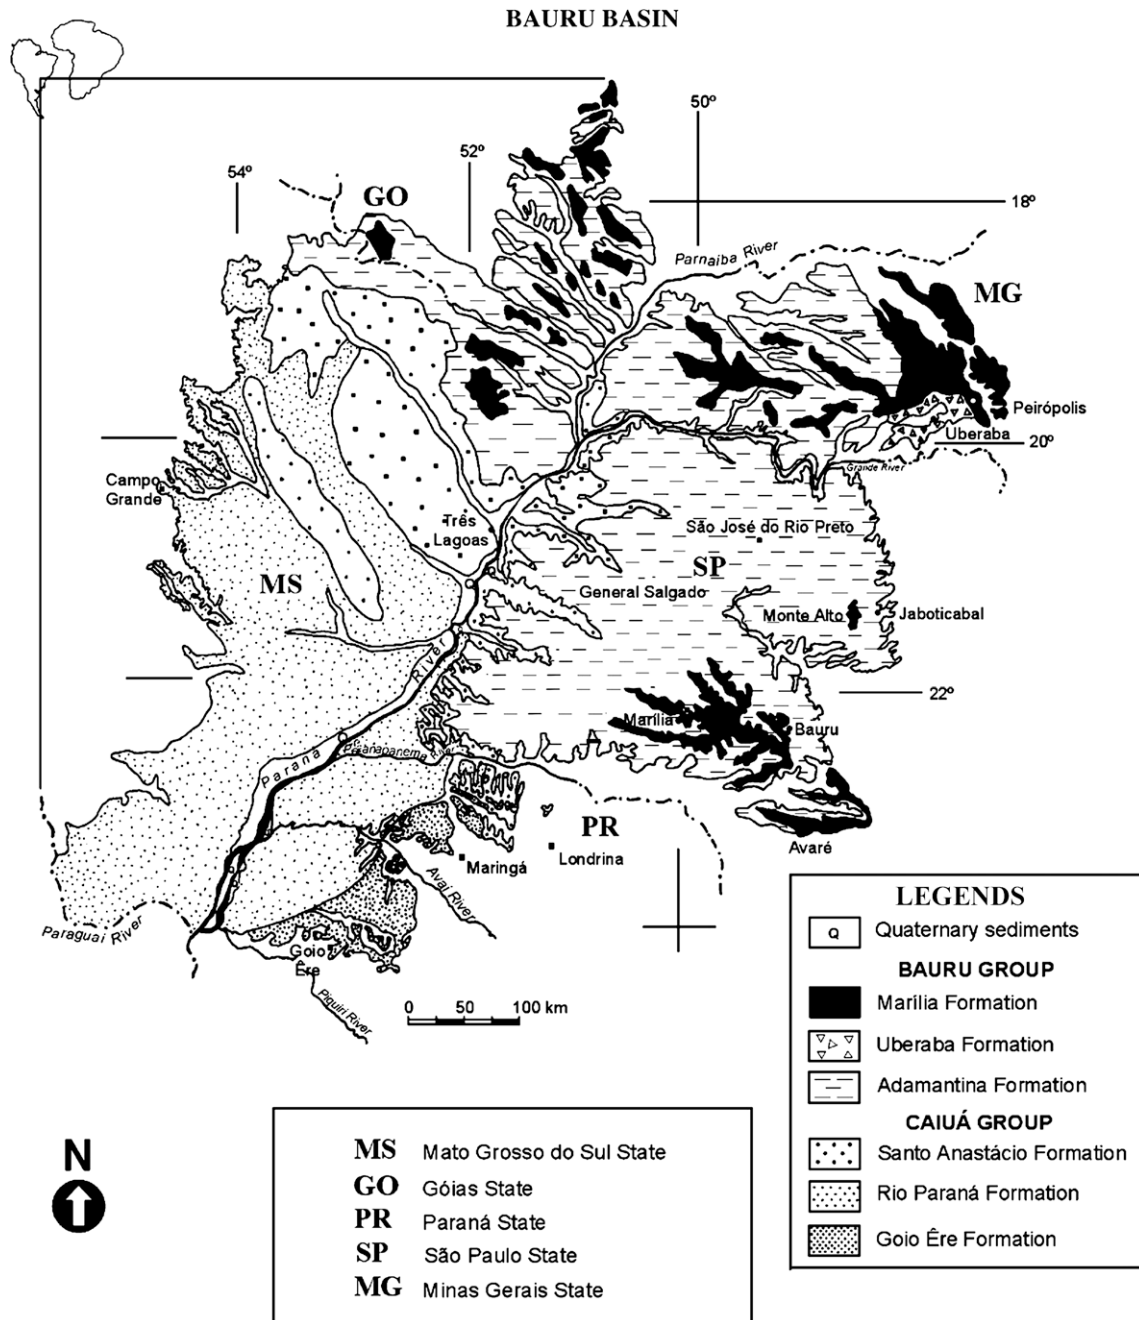 BAURU BASIN
50º
52º
54º
GO
18º
Parnaiba River
MG
Peirópolis
Uberaba
20º
Grande River
Campo
Grande
Três
Lagoas
São José do Rio Preto
SP
MS
General Salgado
Monte Alto
Jaboticabal
22º
Marília
Bauru
Paraná River
Paranapanema River
PR
Avaré
Maringá
Londrina
Avaí River
Paraguai River
Goio
Êre
Piquiri River
0 50 100 km
LEGENDS
Q Quaternary sediments
BAURU GROUP
Marília Formation
Uberaba Formation
Adamantina Formation
CAIUÁ GROUP
Santo Anastácio Formation
Rio Paraná Formation
Goio Êre Formation
N
MS Mato Grosso do Sul State
GO Góias State
PR Paraná State
SP São Paulo State
MG Minas Gerais State